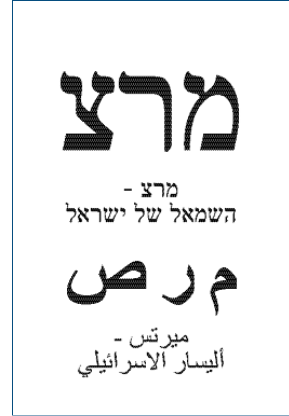 מרצ
מרצ -
השמאל של ישראל
م ر ص
ميرتس -
أليسار الاسرائيلي